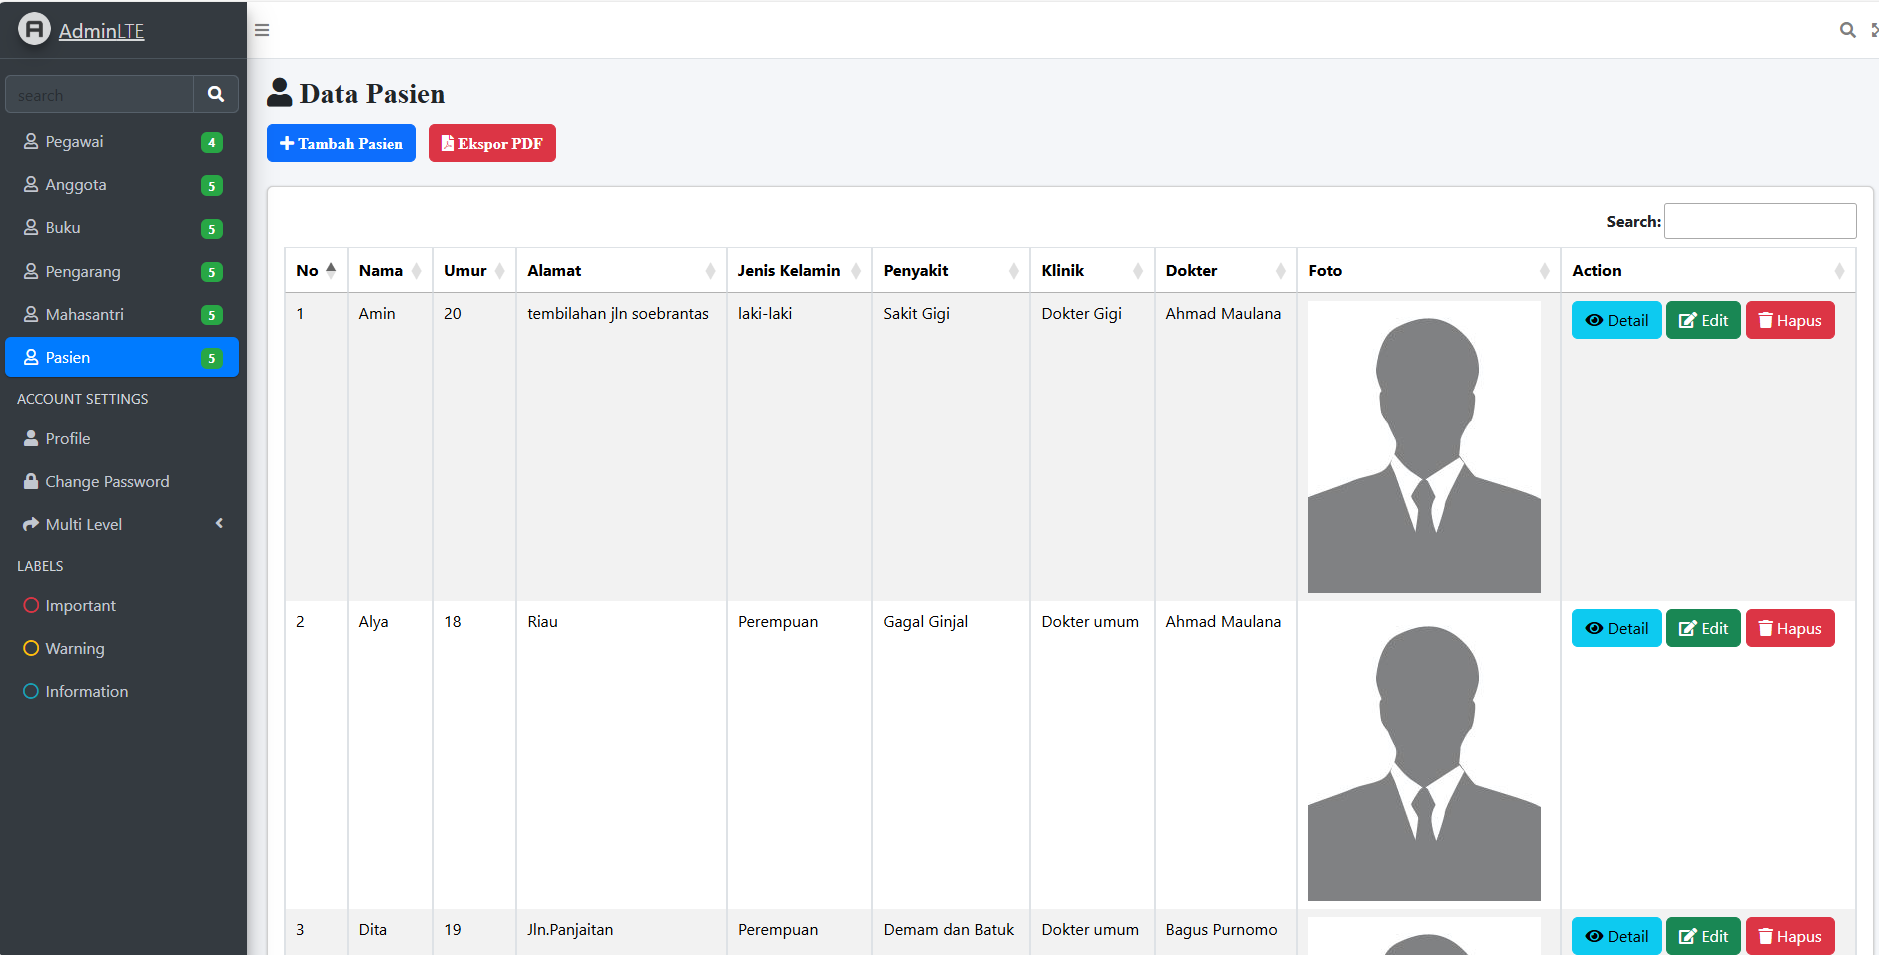 AdminLTE
search
Pegawai 4
Anggota 5
Buku 5
Pengarang 5
Mahasantri 5
Pasien 5
ACCOUNT SETTINGS
Profile
Change Password
Multi Level
LABELS
Important
Warning
Information
Data Pasien
Tambah Pasien Ekspor PDF
Search:
No Nama Umur Alamat Jenis Kelamin Penyakit Klinik Dokter Foto Action
1 Amin 20 tembilahan jln soebrantas laki-laki Sakit Gigi Dokter Gigi Ahmad Maulana Detail Edit Hapus
2 Alya 18 Riau Perempuan Gagal Ginjal Dokter umum Ahmad Maulana Detail Edit Hapus
3 Dita 19 Jln.Panjaitan Perempuan Demam dan Batuk Dokter umum Bagus Purnomo Detail Edit Hapus